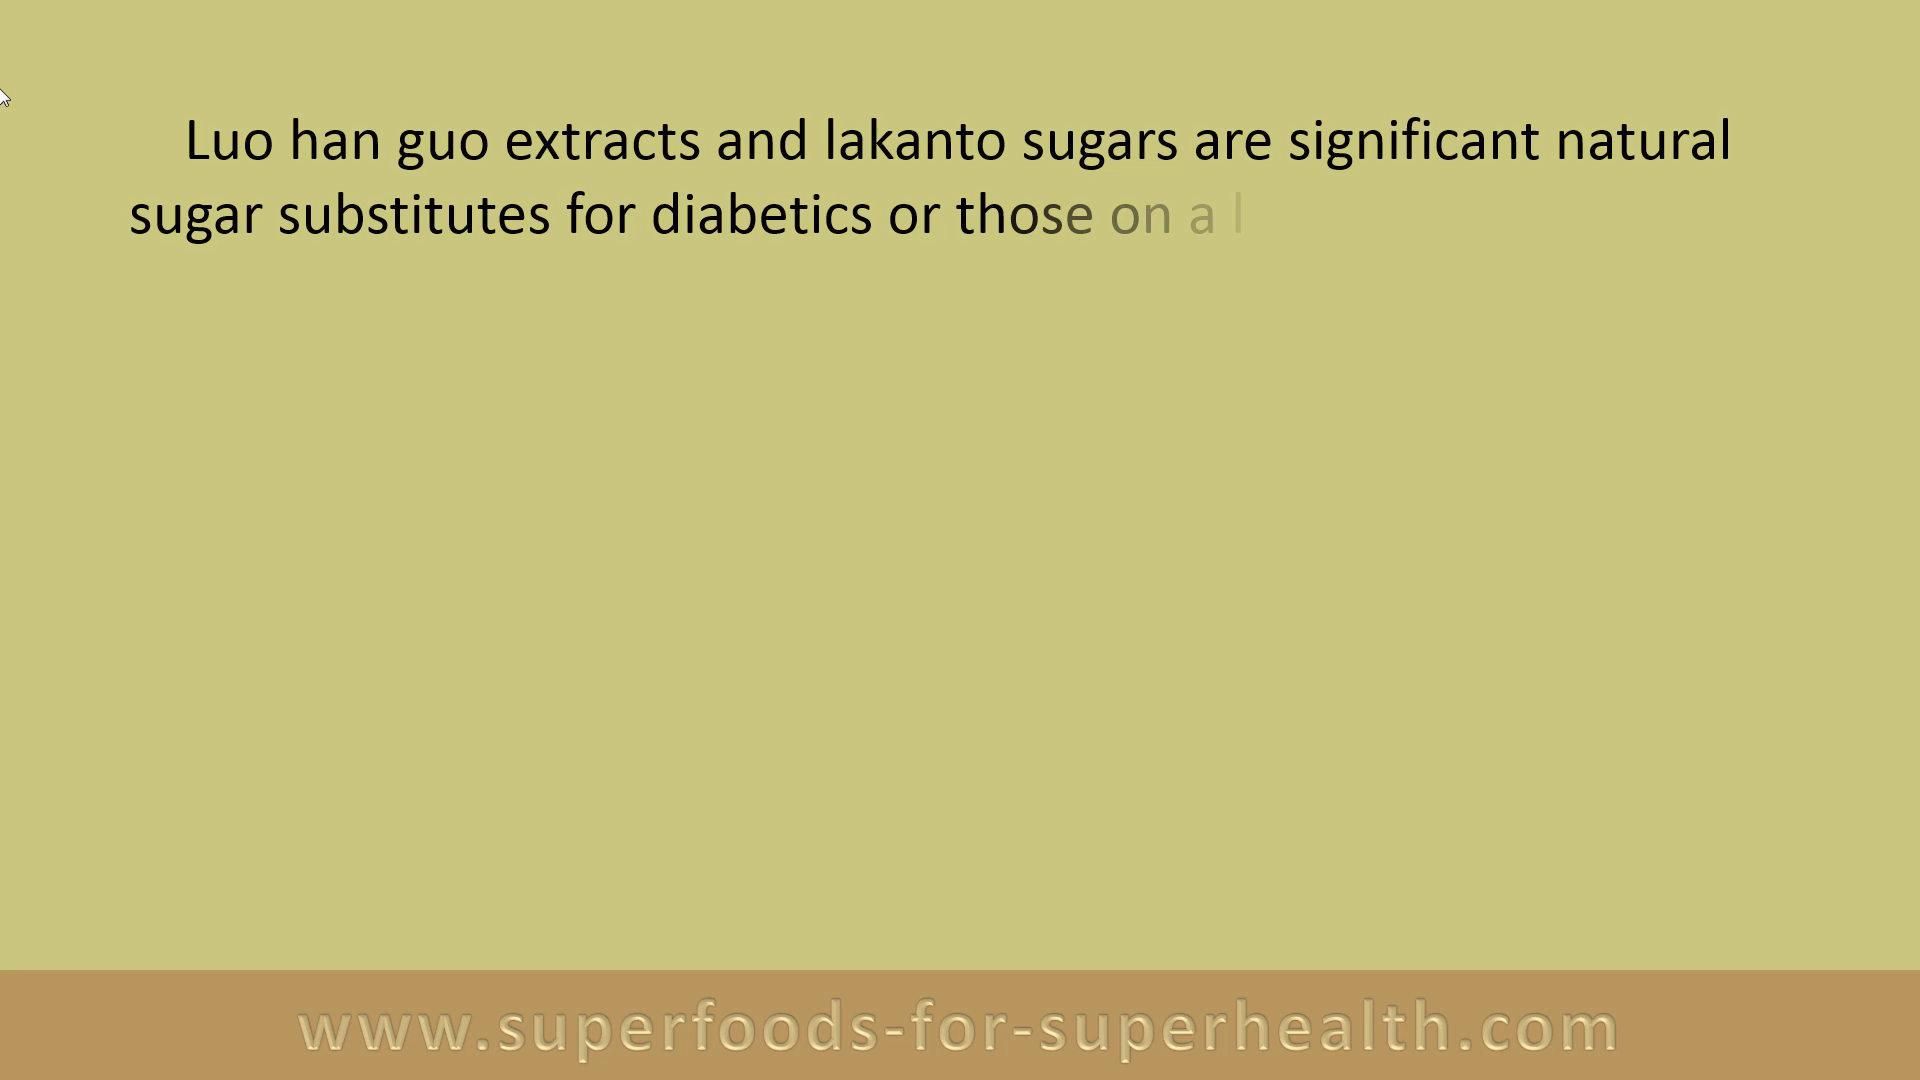 Luo han guo extracts and lakanto sugars are significant natural
sugar substitutes for diabetics or those on a l
www.superfoods-for-superhealth.com